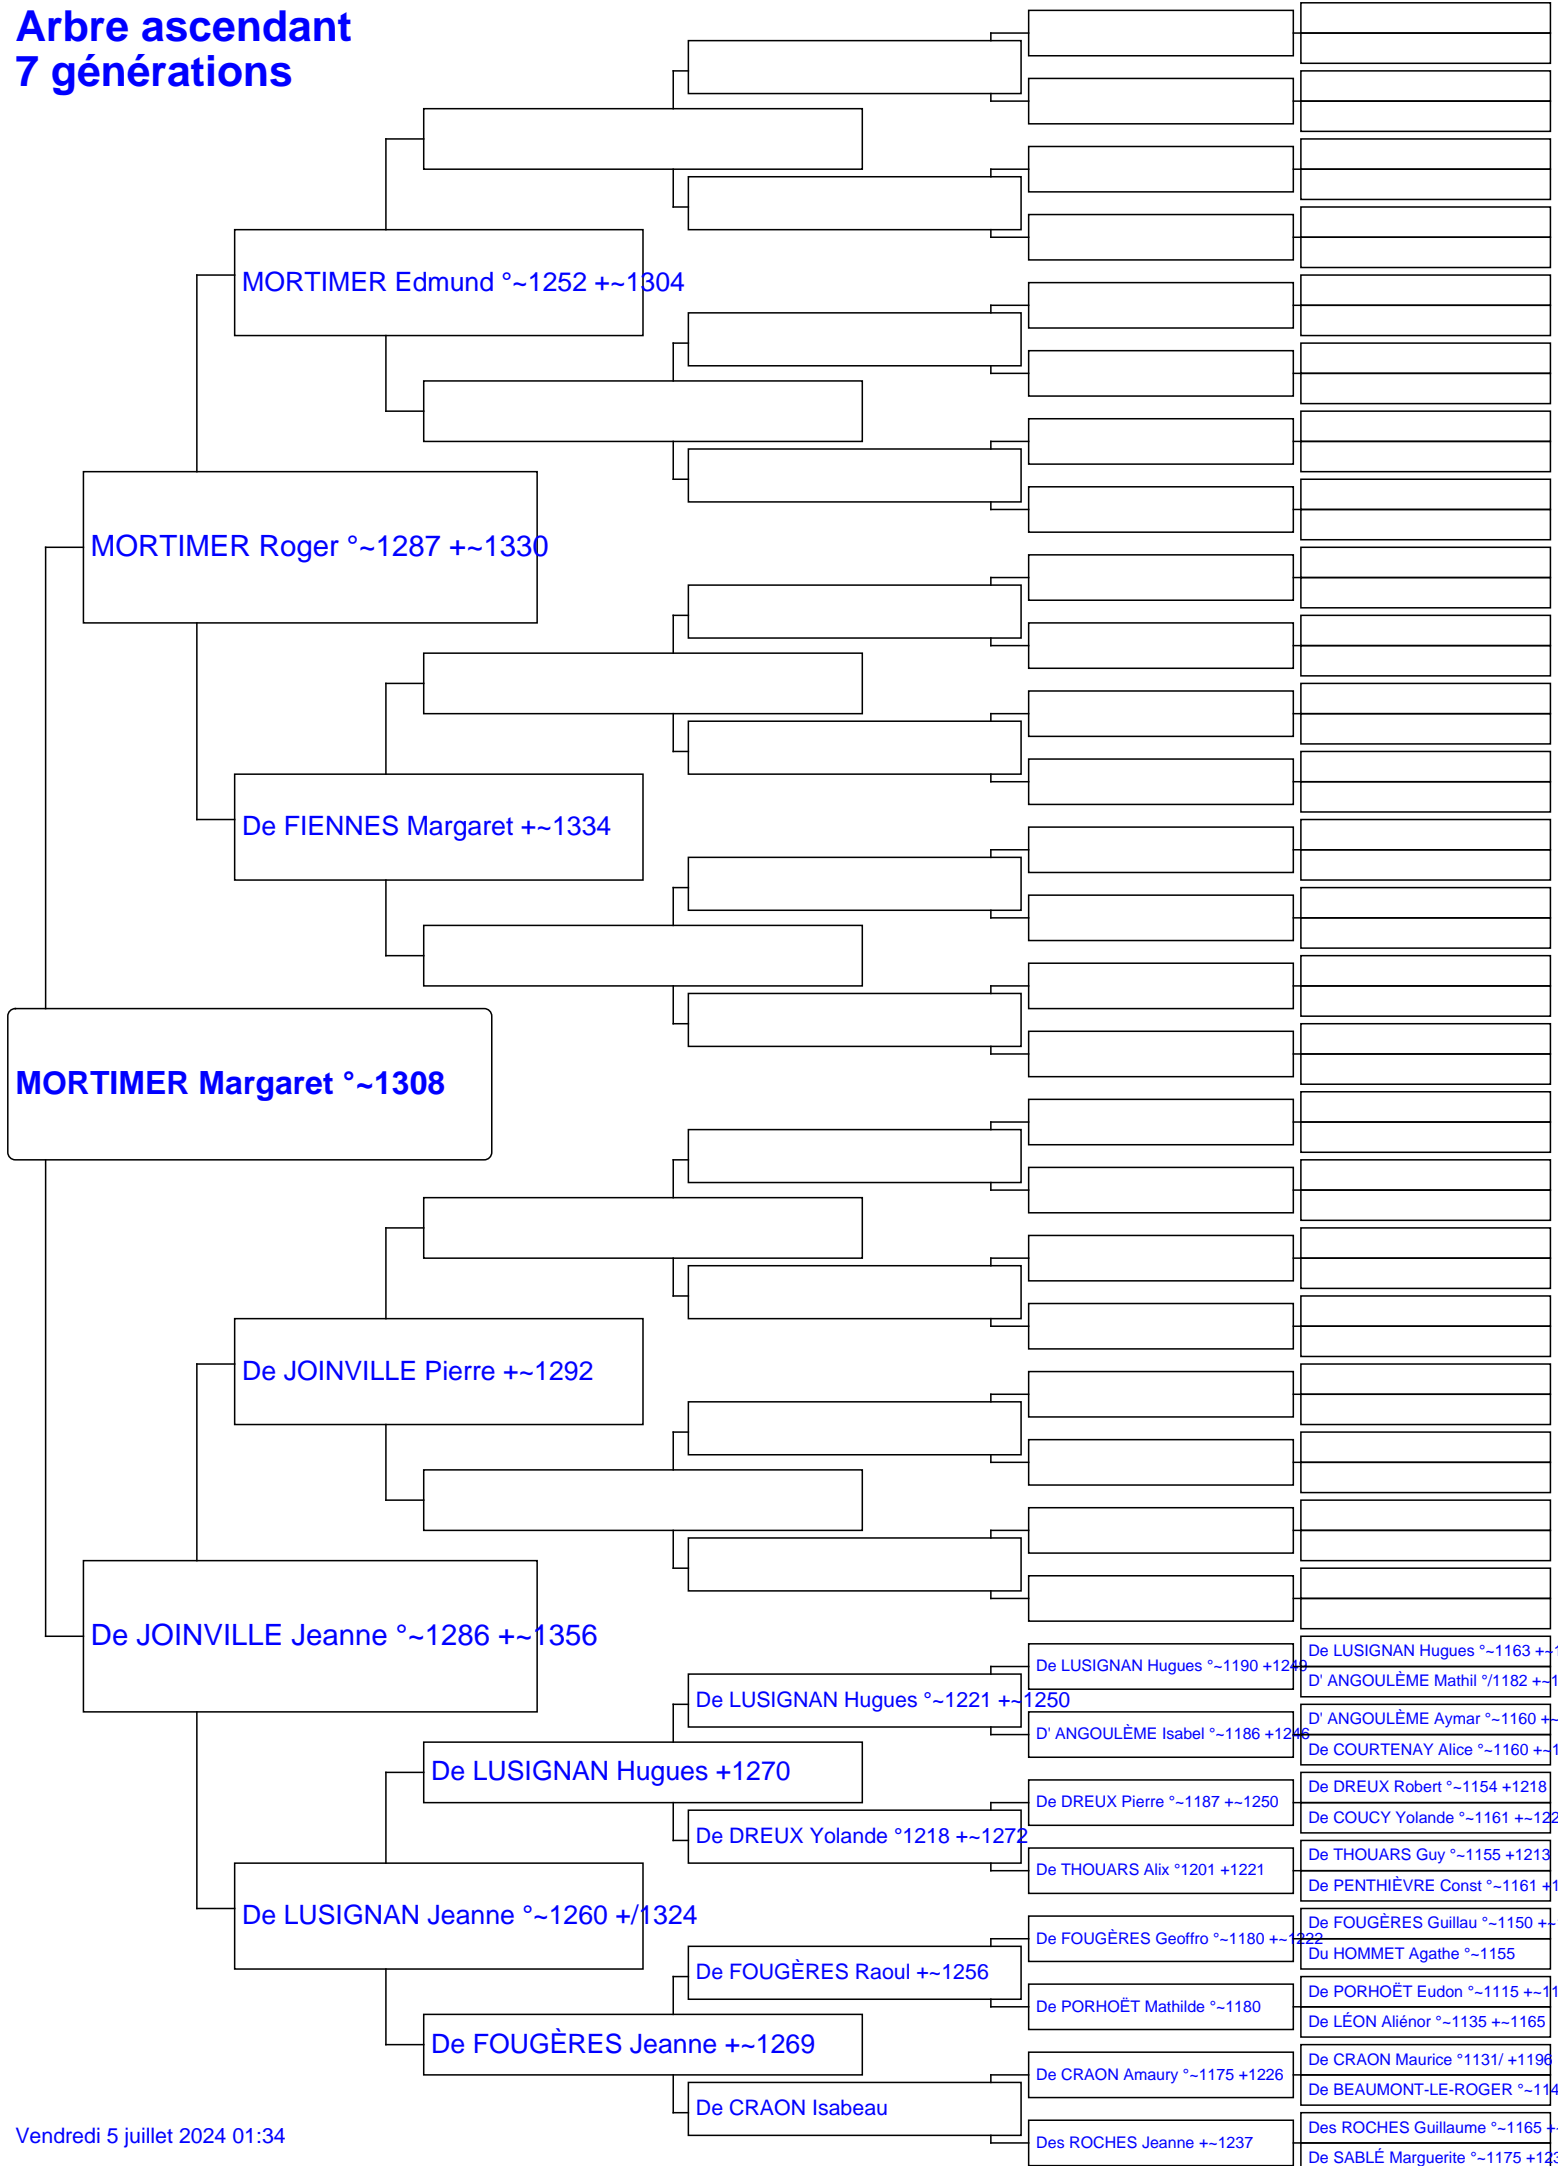 Arbre ascendant
7 générations
MORTIMER Edmund °~1252 +~1304
MORTIMER Roger °~1287 +~1330
De FIENNES Margaret +~1334
MORTIMER Margaret °~1308
De JOINVILLE Pierre +~1292
De JOINVILLE Jeanne °~1286 +~1356
De LUSIGNAN Hugues °~1163 +~1
De LUSIGNAN Hugues °~1190 +1249
D' ANGOULÈME Mathil °/1182 +~1
De LUSIGNAN Hugues °~1221 +~1250
D' ANGOULÈME Aymar °~1160 +~
D' ANGOULÈME Isabel °~1186 +1246
De COURTENAY Alice °~1160 +~1
De LUSIGNAN Hugues +1270
De DREUX Robert °~1154 +1218
De DREUX Pierre °~1187 +~1250
De COUCY Yolande °~1161 +~122
De DREUX Yolande °1218 +~1272
De THOUARS Guy °~1155 +1213
De THOUARS Alix °1201 +1221
De PENTHIÈVRE Const °~1161 +1
De LUSIGNAN Jeanne °~1260 +/1324
De FOUGÈRES Guillau °~1150 +~
De FOUGÈRES Geoffro °~1180 +~1222
Du HOMMET Agathe °~1155
De FOUGÈRES Raoul +~1256
De PORHOËT Eudon °~1115 +~11
De PORHOËT Mathilde °~1180
De LÉON Aliénor °~1135 +~1165
De FOUGÈRES Jeanne +~1269
De CRAON Maurice °1131/ +1196
De CRAON Amaury °~1175 +1226
De BEAUMONT-LE-ROGER °~114
De CRAON Isabeau
Des ROCHES Guillaume °~1165 +~
Des ROCHES Jeanne +~1237
De SABLÉ Marguerite °~1175 +123
Vendredi 5 juillet 2024 01:34